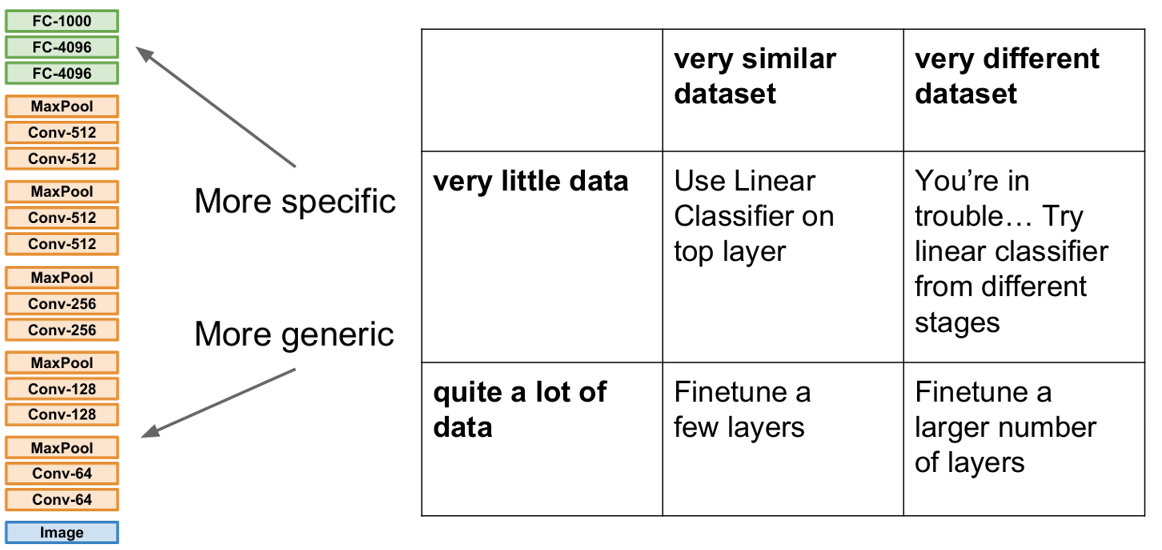 FC-1000
FC-4096
FC-4096
MaxPool
Conv-512
Conv-512
MaxPool
Conv-512
Conv-512
MaxPool
Conv-256
Conv-256
MaxPool
Conv-128
Conv-128
MaxPool
Conv-64
Conv-64
Image
More specific
More generic
very similar
dataset
very different
dataset
very little data
Use Linear
Classifier on
top layer
You’re in
trouble… Try
linear classifier
from different
stages
quite a lot of
data
Finetune a
few layers
Finetune a
larger number
of layers